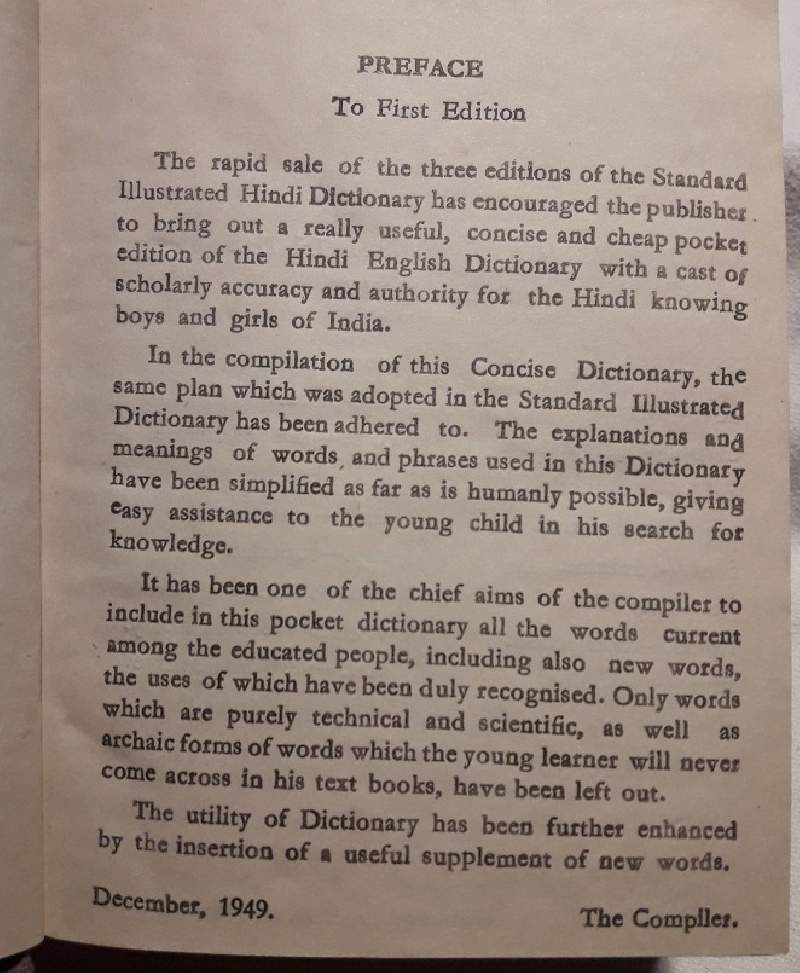 PREFACE
To First Edition
The rapid sale of the three editions of the Standard
Illustrated Hindi Dictionary has encouraged the publisher
to bring out a really useful, concise and cheap pocket
edition of the Hindi English Dictionary with a cast of
scholarly accuracy and authority for the Hindi knowing
boys and girls of India.
In the compilation of this Concise Dictionary, the
same plan which was adopted in the Standard Illustrated
Dictionary has been adhered to. The explanations and
meanings of words, and phrases used in this Dictionary
have been simplified as far as is humanly possible, giving
easy assistance to the young child in his search for
knowledge.
It has been one of the chief aims of the compiler to
include in this pocket dictionary all the words current
among the educated people, including also new words,
the uses of which have been duly recognised. Only words
which are purely technical and scientific, as well as
archaic forms of words which the young learner will never
come across in his text books, have been left out.
The utility of Dictionary has been further enhanced
by the insertion of a useful supplement of new words.
December, 1949.
The Compiler.